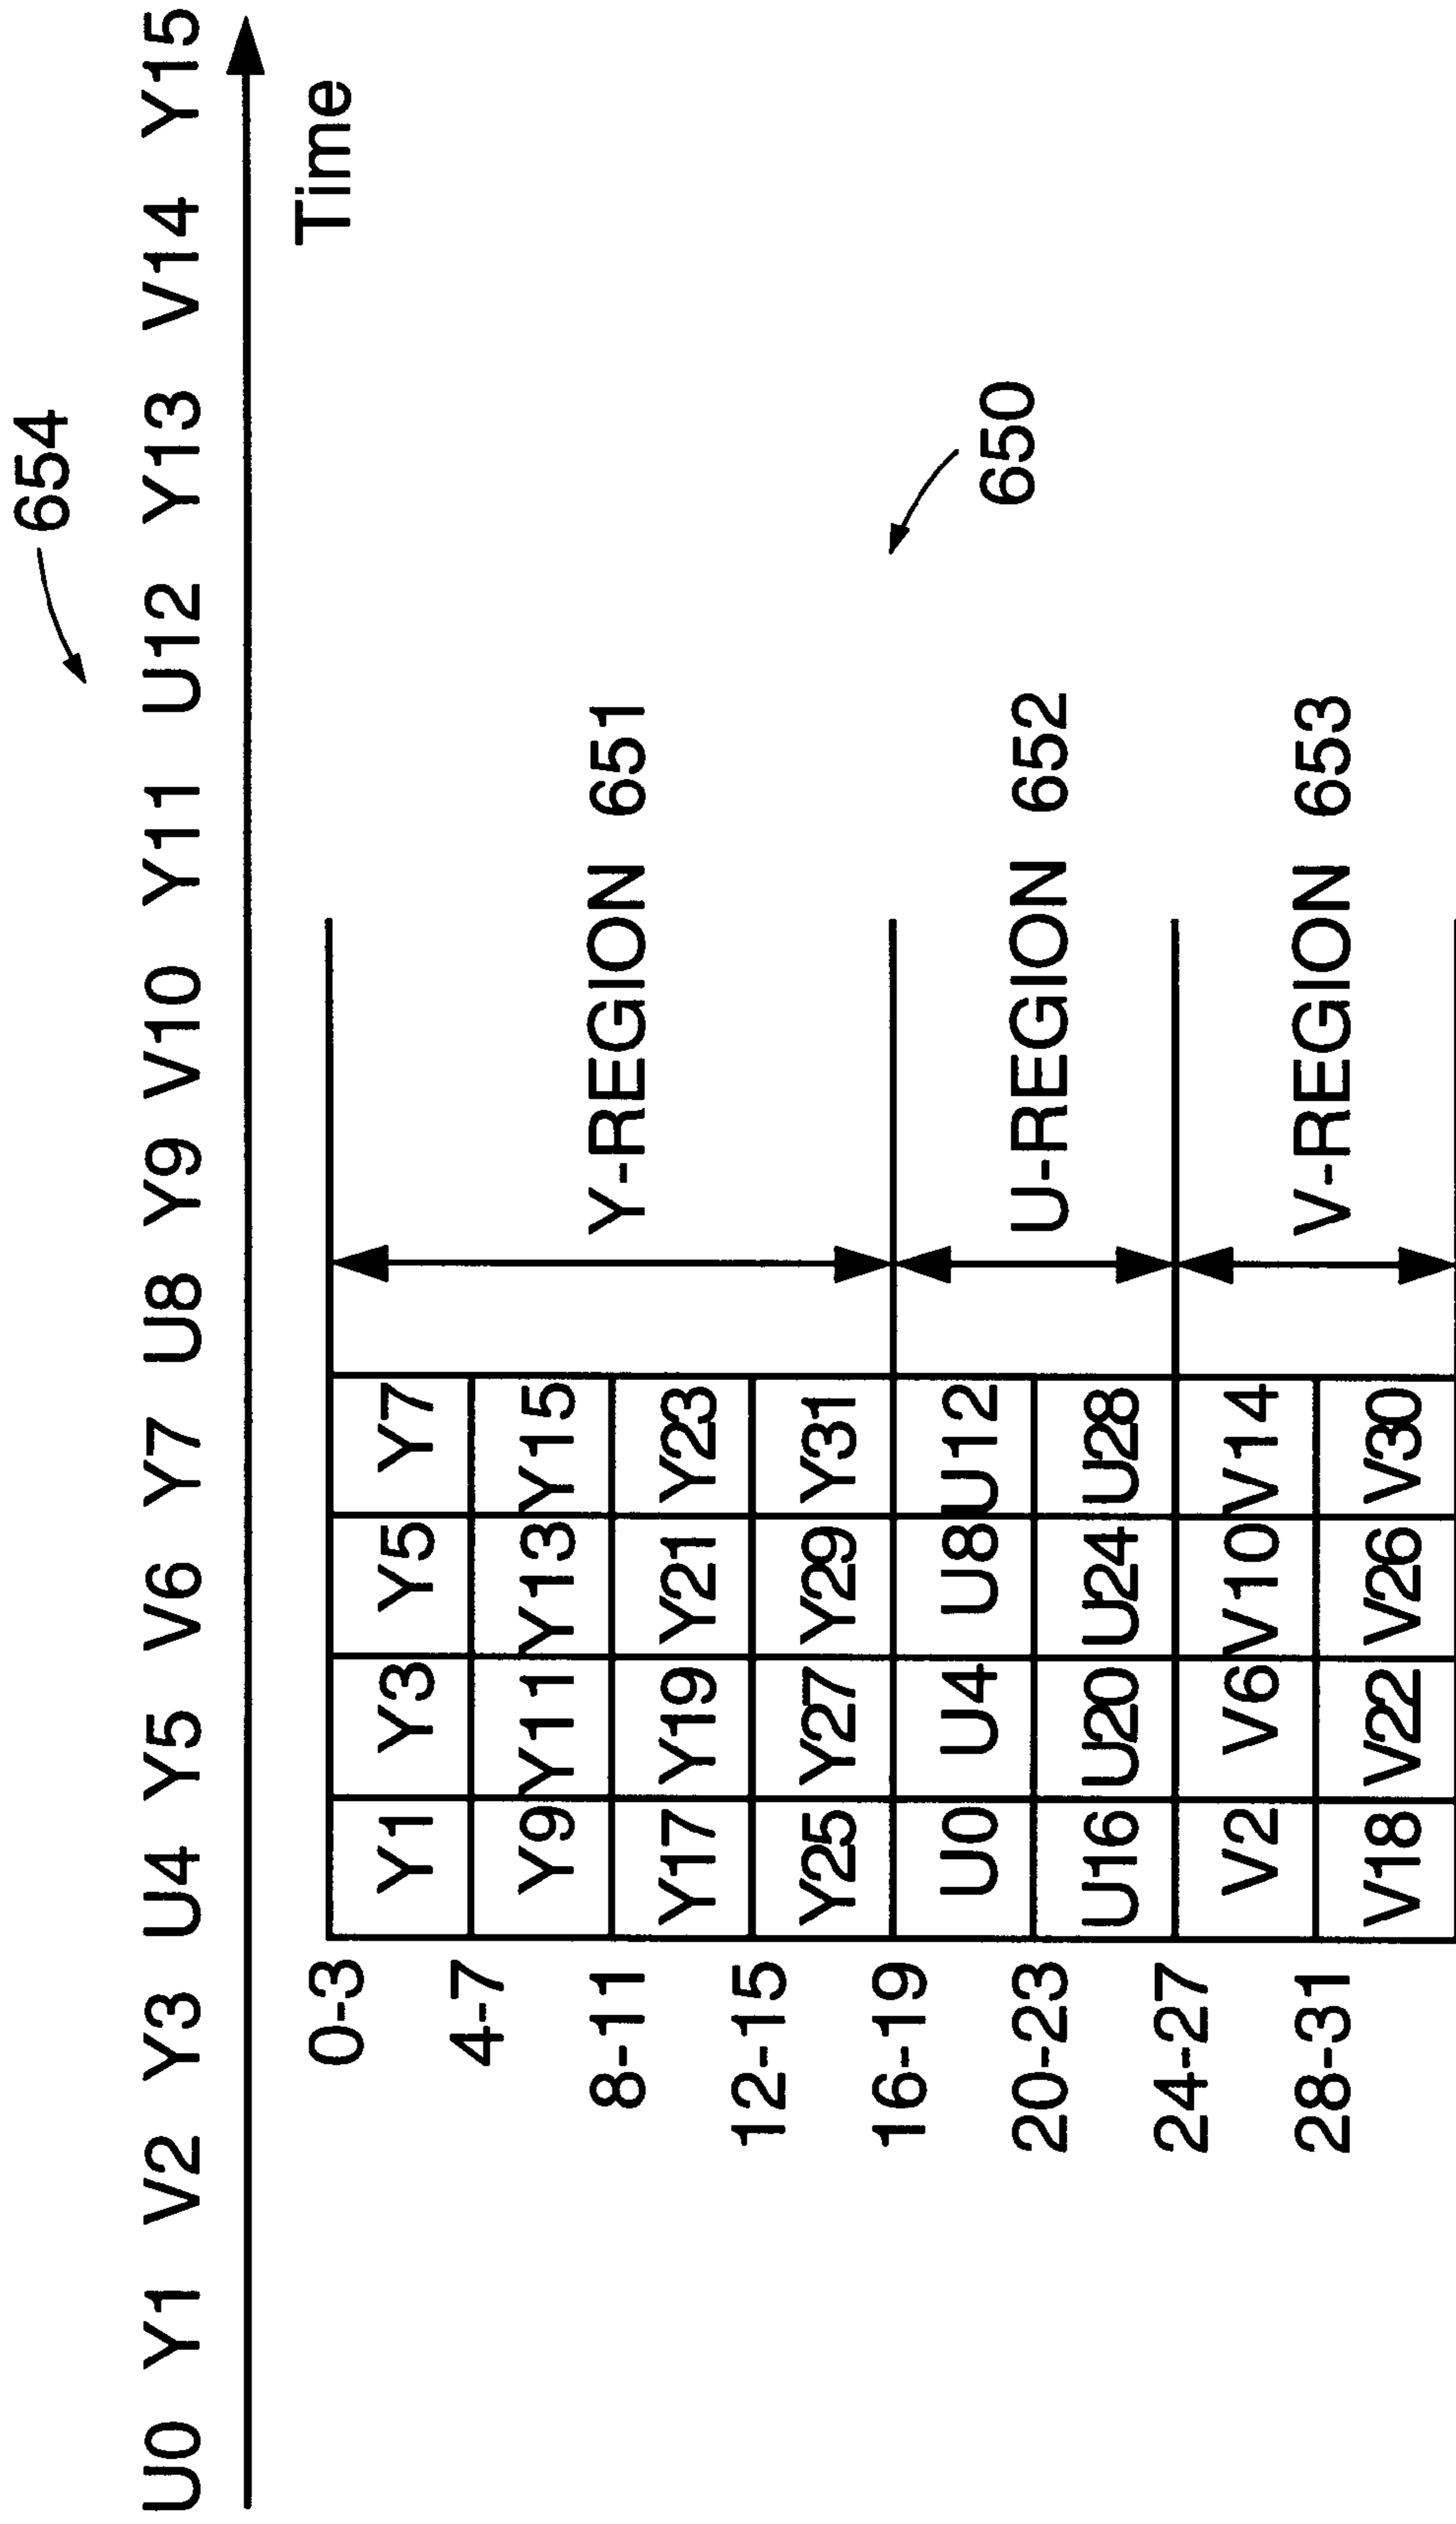 654
U0 Y1 V2 Y3 U4 Y5 V6 Y7 U8 Y9 V10 Y11 U12 Y13 V14 Y15
Time
0-3 Y1 Y3 Y5 Y7
4-7 Y9 Y11 Y13 Y15
Y-REGION 651
8-11 Y17 Y19 Y21 Y23
12-15 Y25 Y27 Y29 Y31
650
16-19 U0 U4 U8 U12
U-REGION 652
20-23 U16 U20 U24 U28
24-27 V2 V6 V10 V14
V-REGION 653
28-31 V18 V22 V26 V30